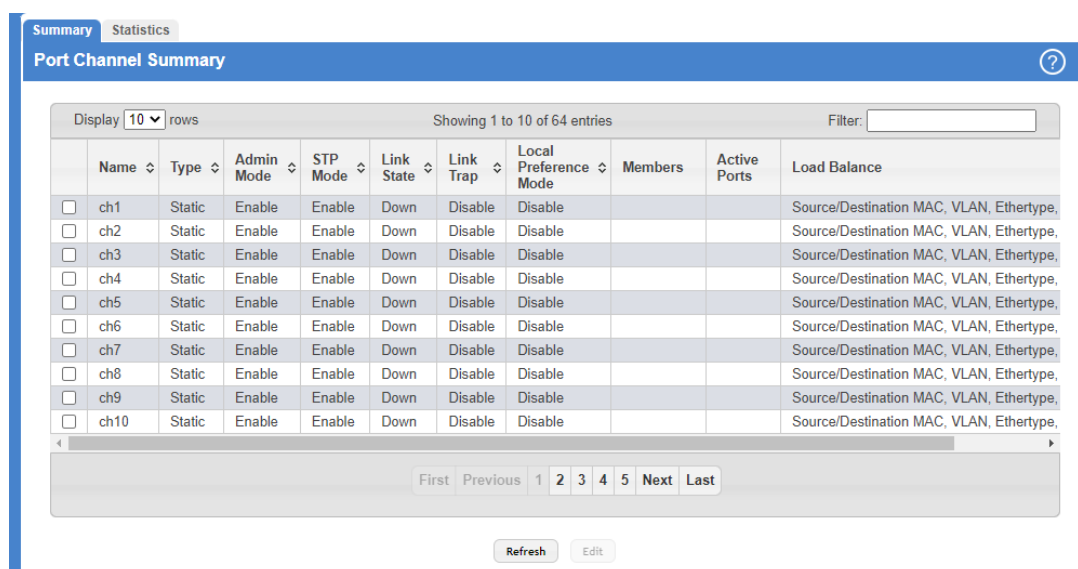 Summary Statistics
Port Channel Summary ?
Display 10 rows Showing 1 to 10 of 64 entries Filter:
Name Type Admin Mode STP Mode Link State Link Trap Local Preference Mode Members Active Ports Load Balance
ch1 Static Enable Enable Down Disable Disable Source/Destination MAC, VLAN, Ethertype,
ch2 Static Enable Enable Down Disable Disable Source/Destination MAC, VLAN, Ethertype,
ch3 Static Enable Enable Down Disable Disable Source/Destination MAC, VLAN, Ethertype,
ch4 Static Enable Enable Down Disable Disable Source/Destination MAC, VLAN, Ethertype,
ch5 Static Enable Enable Down Disable Disable Source/Destination MAC, VLAN, Ethertype,
ch6 Static Enable Enable Down Disable Disable Source/Destination MAC, VLAN, Ethertype,
ch7 Static Enable Enable Down Disable Disable Source/Destination MAC, VLAN, Ethertype,
ch8 Static Enable Enable Down Disable Disable Source/Destination MAC, VLAN, Ethertype,
ch9 Static Enable Enable Down Disable Disable Source/Destination MAC, VLAN, Ethertype,
ch10 Static Enable Enable Down Disable Disable Source/Destination MAC, VLAN, Ethertype,
First Previous 1 2 3 4 5 Next Last
Refresh Edit